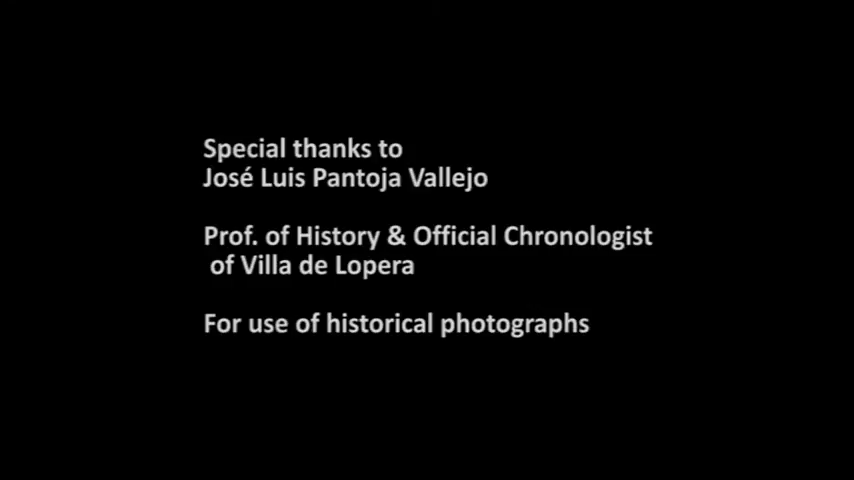 Special thanks to
José Luis Pantoja Vallejo
Prof. of History & Official Chronologist
of Villa de Lopera
For use of historical photographs